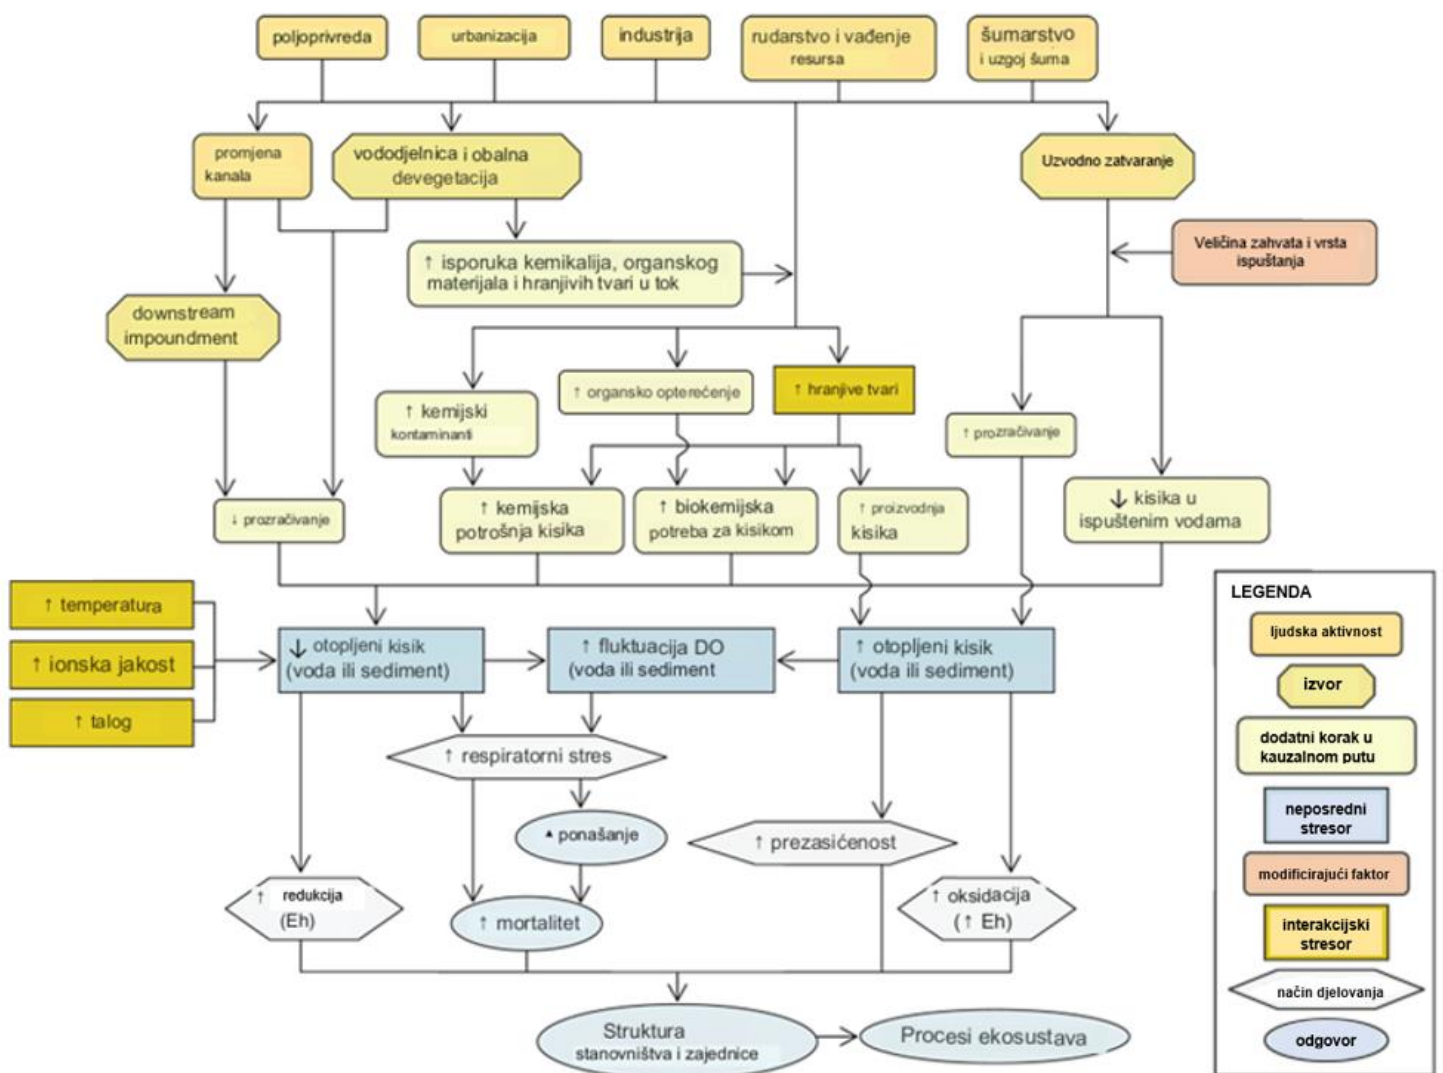 poljoprivreda
urbanizacija
industrija
rudarstvo i vađenje
resursa
šumarstvo
i uzgoj šuma
promjena
kanala
vododjelnica i obalna
devegetacija
Uzvodno zatvaranje
Veličina zahvata i vrsta
ispuštanja
↑ isporuka kemikalija, organskog
materijala i hranjivih tvari u tok
downstream
impoundment
↑ kemijski
kontaminanti
↑ organsko opterećenje
↑ hranjive tvari
↑ prozračivanje
↓ prozračivanje
↑ kemijska
potrošnja kisika
↑ biokemijska
potreba za kisikom
↑ proizvodnja
kisika
↓ kisika u
ispuštenim vodama
↑ temperatura
↑ ionska jakost
↑ talog
↓ otopljeni kisik
(voda ili sediment)
↑ fluktuacija DO
(voda ili sediment
↑ otopljeni kisik
(voda ili sediment)
↑ respiratorni stres
▲ ponašanje
↑ prezasićenost
↑ redukcija
(Eh)
↑ mortalitet
↑ oksidacija
(↑ Eh)
Struktura
stanovništva i zajednice
Procesi ekosustava
LEGENDA
ljudska aktivnost
izvor
dodatni korak u
kauzalnom putu
neposredni
stresor
modificirajući faktor
interakcijski
stresor
način djelovanja
odgovor